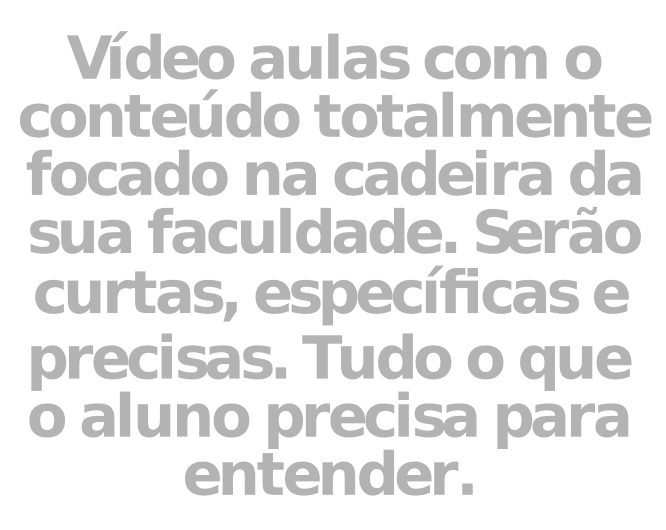 Vídeo aulas com o
conteúdo totalmente
focado na cadeira da
sua faculdade. Serão
curtas, específicas e
precisas. Tudo o que
o aluno precisa para
entender.